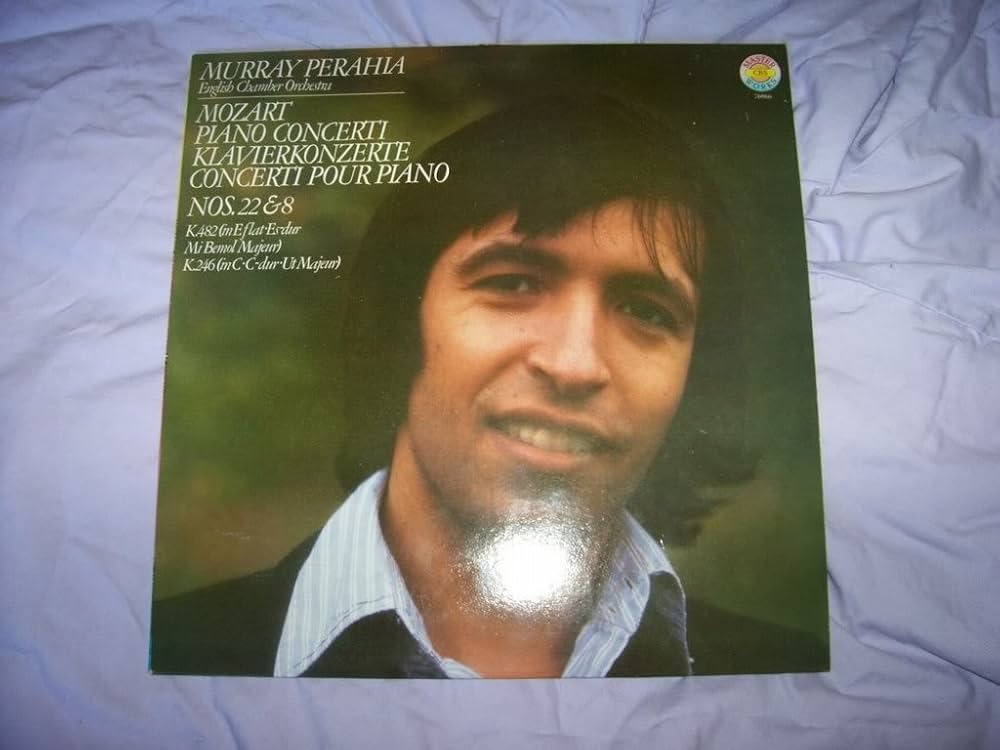 MURRAY PERAHIA
English Chamber Orchestra
MOZART
PIANO CONCERTI
KLAVIERKONZERTE
CONCERTI POUR PIANO
NOS. 22 & 8
K.482 (in E flat·Es-dur
Mi Bemol Majeur)
K.246 (in C·C-dur·Ut Majeur)
MASTER
CBS
WORKS